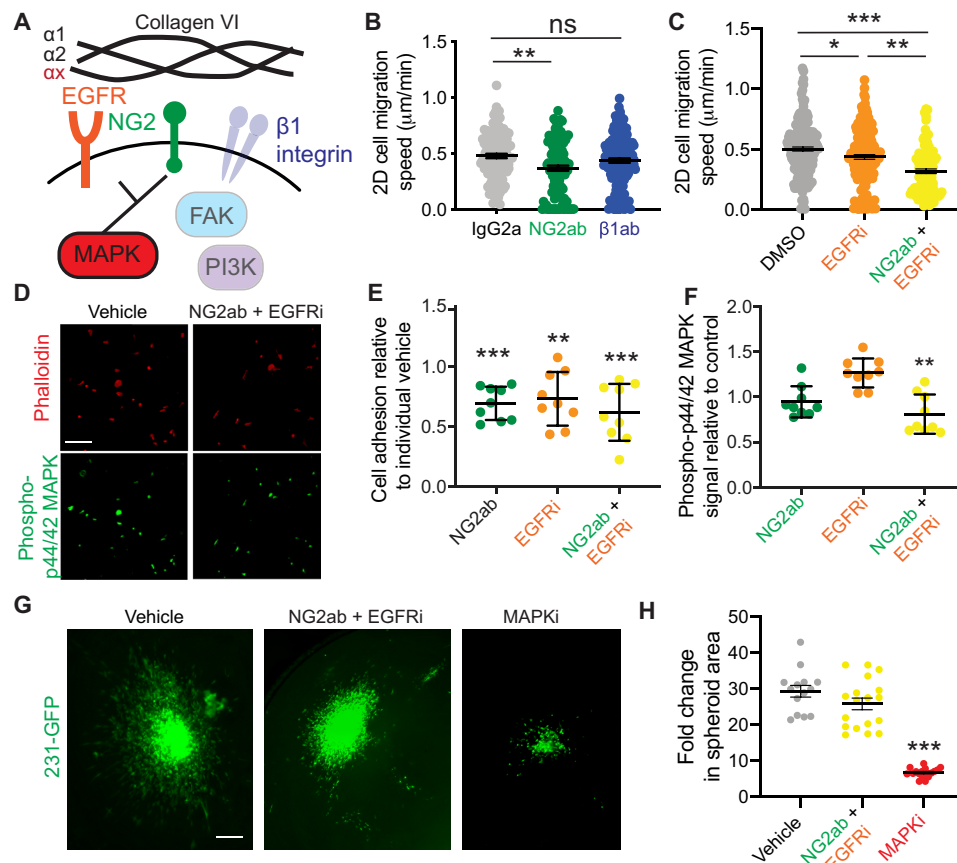 A
Collagen VI
α1
α2
αx
EGFR
NG2
β1
integrin
FAK
MAPK
PI3K
B
2D cell migration
speed (μm/min)
1.5
1.0
0.5
0.0
ns
**
IgG2a
NG2ab
β1ab
C
2D cell migration
speed (μm/min)
1.5
1.0
0.5
0.0
***
*
**
DMSO
EGFRi
NG2ab +
EGFRi
D
Vehicle
NG2ab + EGFRi
Phalloidin
Phospho-
p44/42 MAPK
E
Cell adhesion relative
to individual vehicle
1.5
1.0
0.5
0.0
***
**
***
NG2ab
EGFRi
NG2ab +
EGFRi
F
Phospho-p44/42 MAPK
signal relative to control
2.0
1.5
1.0
0.5
0.0
**
NG2ab
EGFRi
NG2ab +
EGFRi
G
Vehicle
NG2ab + EGFRi
MAPKi
231-GFP
H
Fold change
in spheroid area
50
40
30
20
10
0
***
Vehicle
NG2ab +
EGFRi
MAPKi